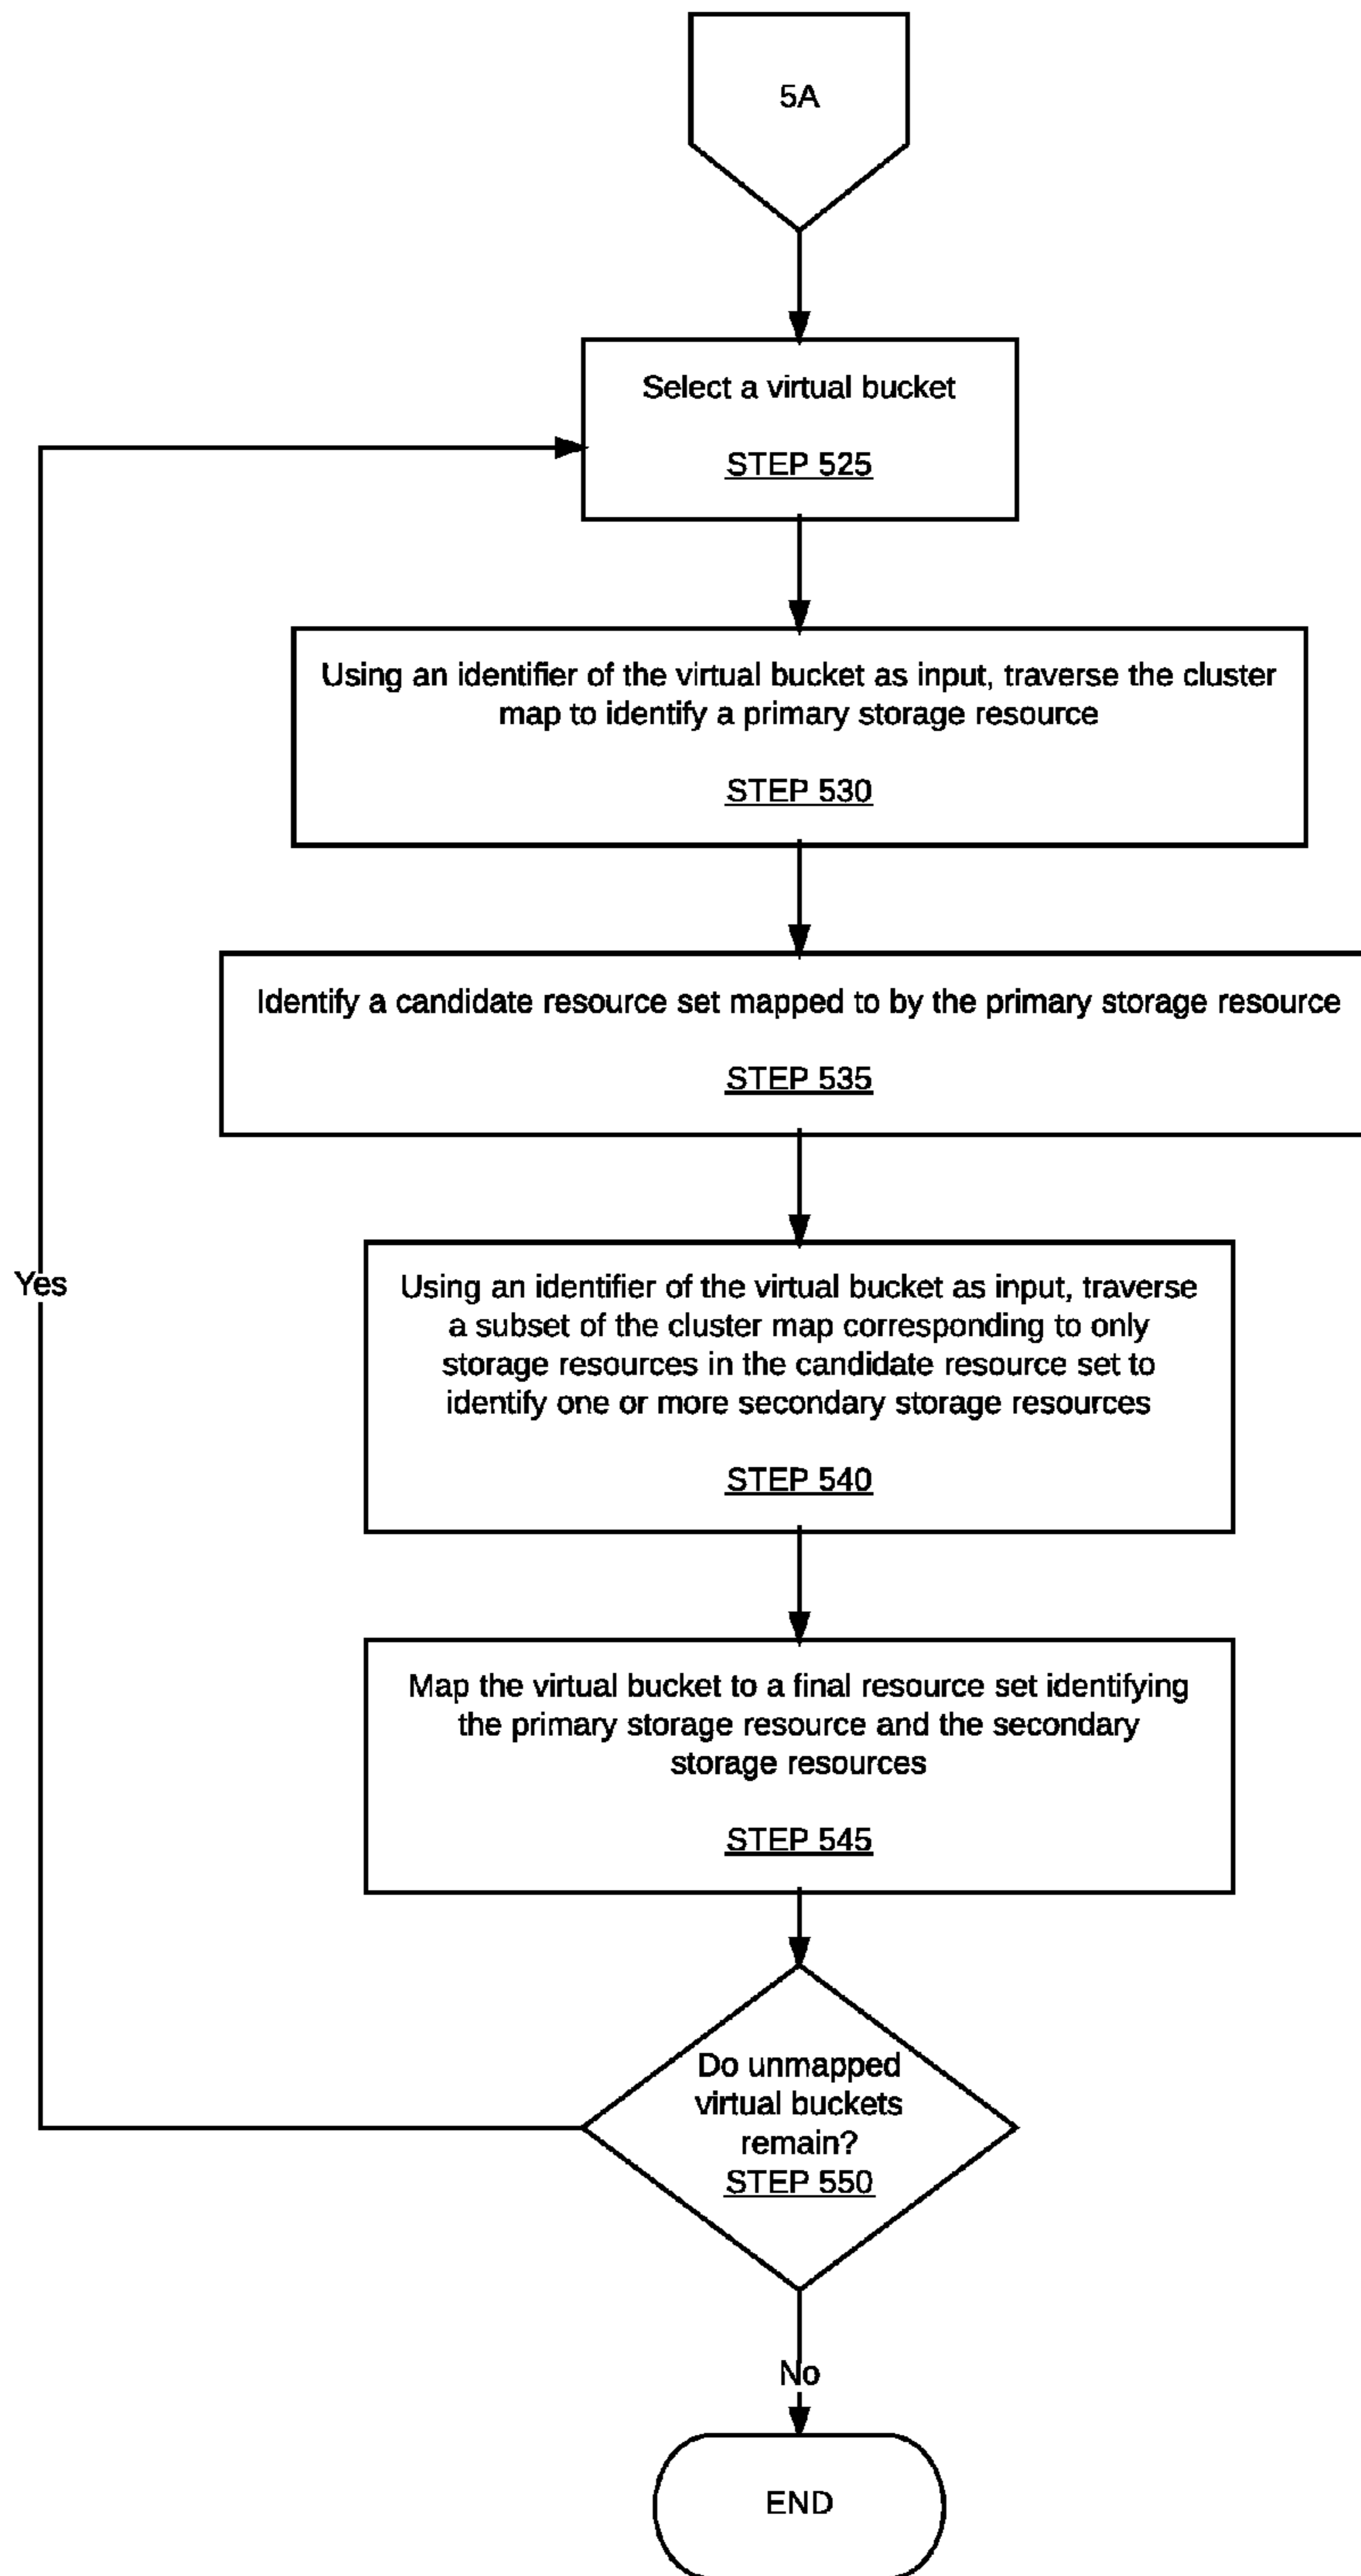 5A
Select a virtual bucket
STEP 525
Using an identifier of the virtual bucket as input, traverse the cluster
map to identify a primary storage resource
STEP 530
Identify a candidate resource set mapped to by the primary storage resource
STEP 535
Using an identifier of the virtual bucket as input, traverse
a subset of the cluster map corresponding to only
storage resources in the candidate resource set to
identify one or more secondary storage resources
STEP 540
Yes
Map the virtual bucket to a final resource set identifying
the primary storage resource and the secondary
storage resources
STEP 545
Do unmapped
virtual buckets
remain?
STEP 550
No
END